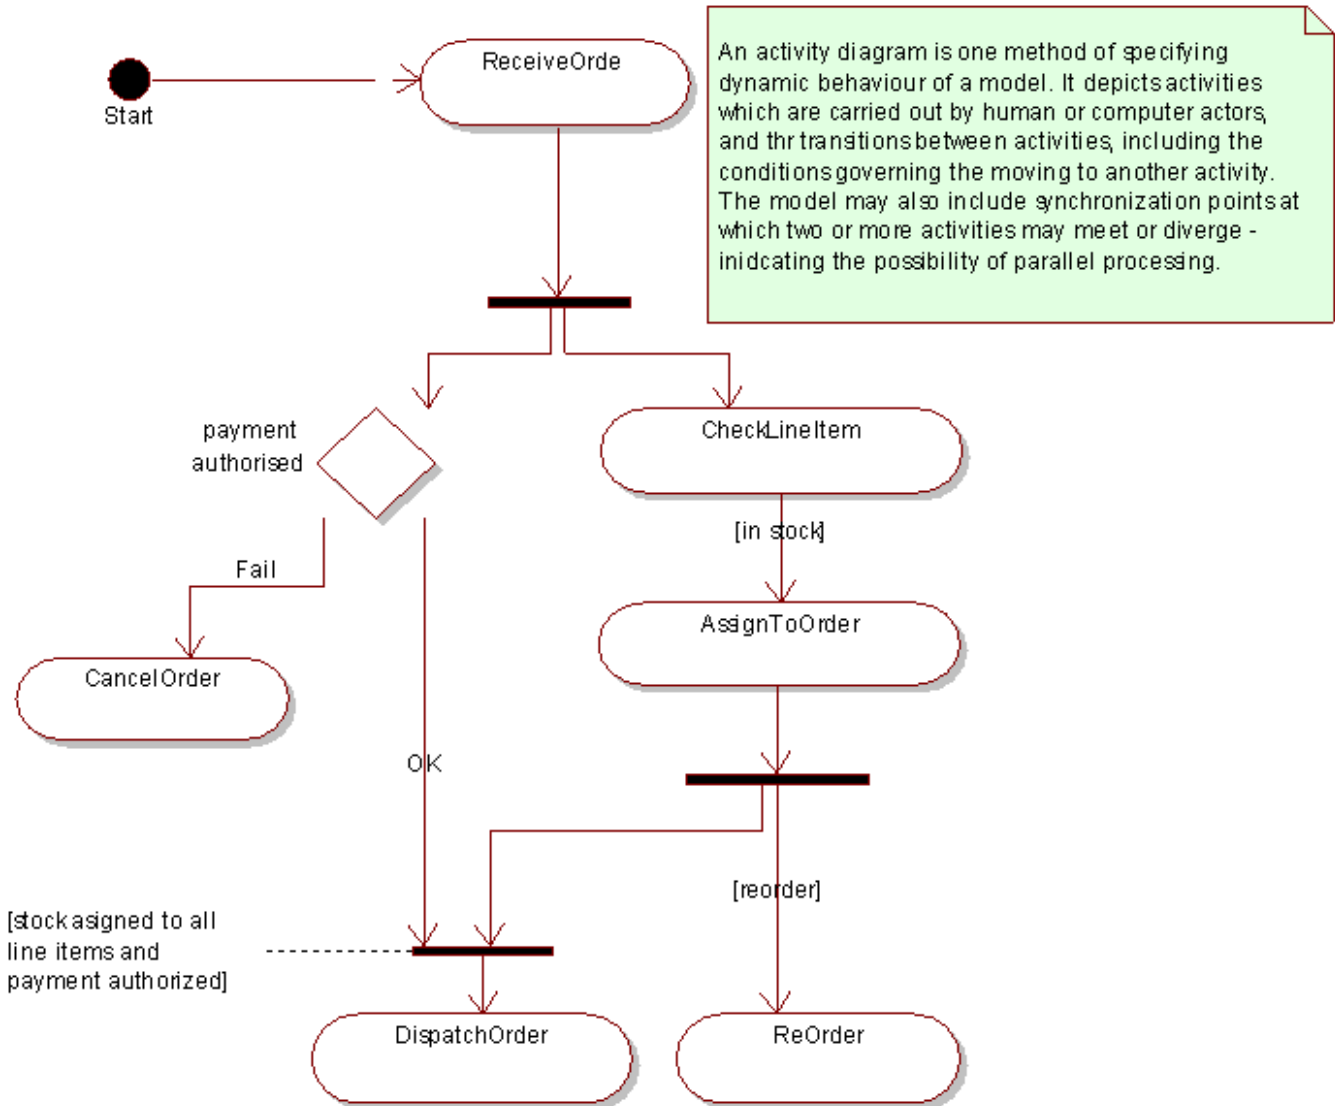 ReceiveOrde
Start
An activity diagram is one method of specifying
dynamic behaviour of a model. It depicts activities
which are carried out by human or computer actors,
and thr transitions between activities, including the
conditions governing the moving to another activity.
The model may also include synchronization points at
which two or more activities may meet or diverge -
inidcating the possibility of parallel processing.
payment
authorised
CheckLineItem
[in stock]
Fail
AssignToOrder
CancelOrder
OK
[reorder]
[stock asigned to all
line items and
payment authorized]
DispatchOrder
ReOrder